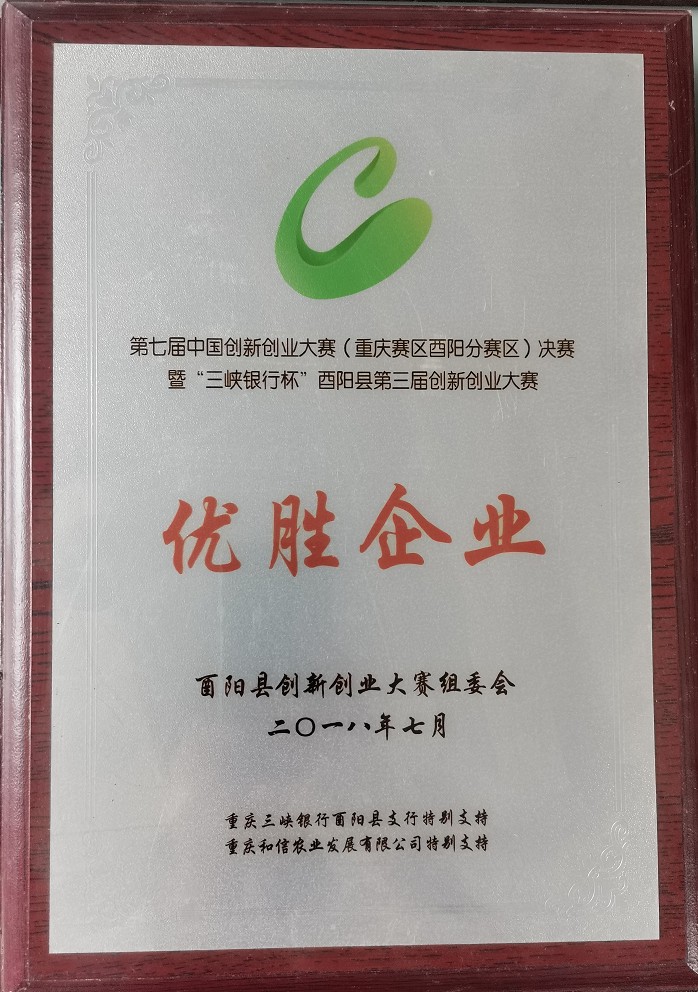 第七届中国创新创业大赛（重庆赛区酉阳分赛区）决赛
暨“三峡银行杯”酉阳县第三届创新创业大赛
优胜企业
酉阳县创新创业大赛组委会
二〇一八年七月
重庆三峡银行酉阳县支行特别支持
重庆和信农业发展有限公司特别支持